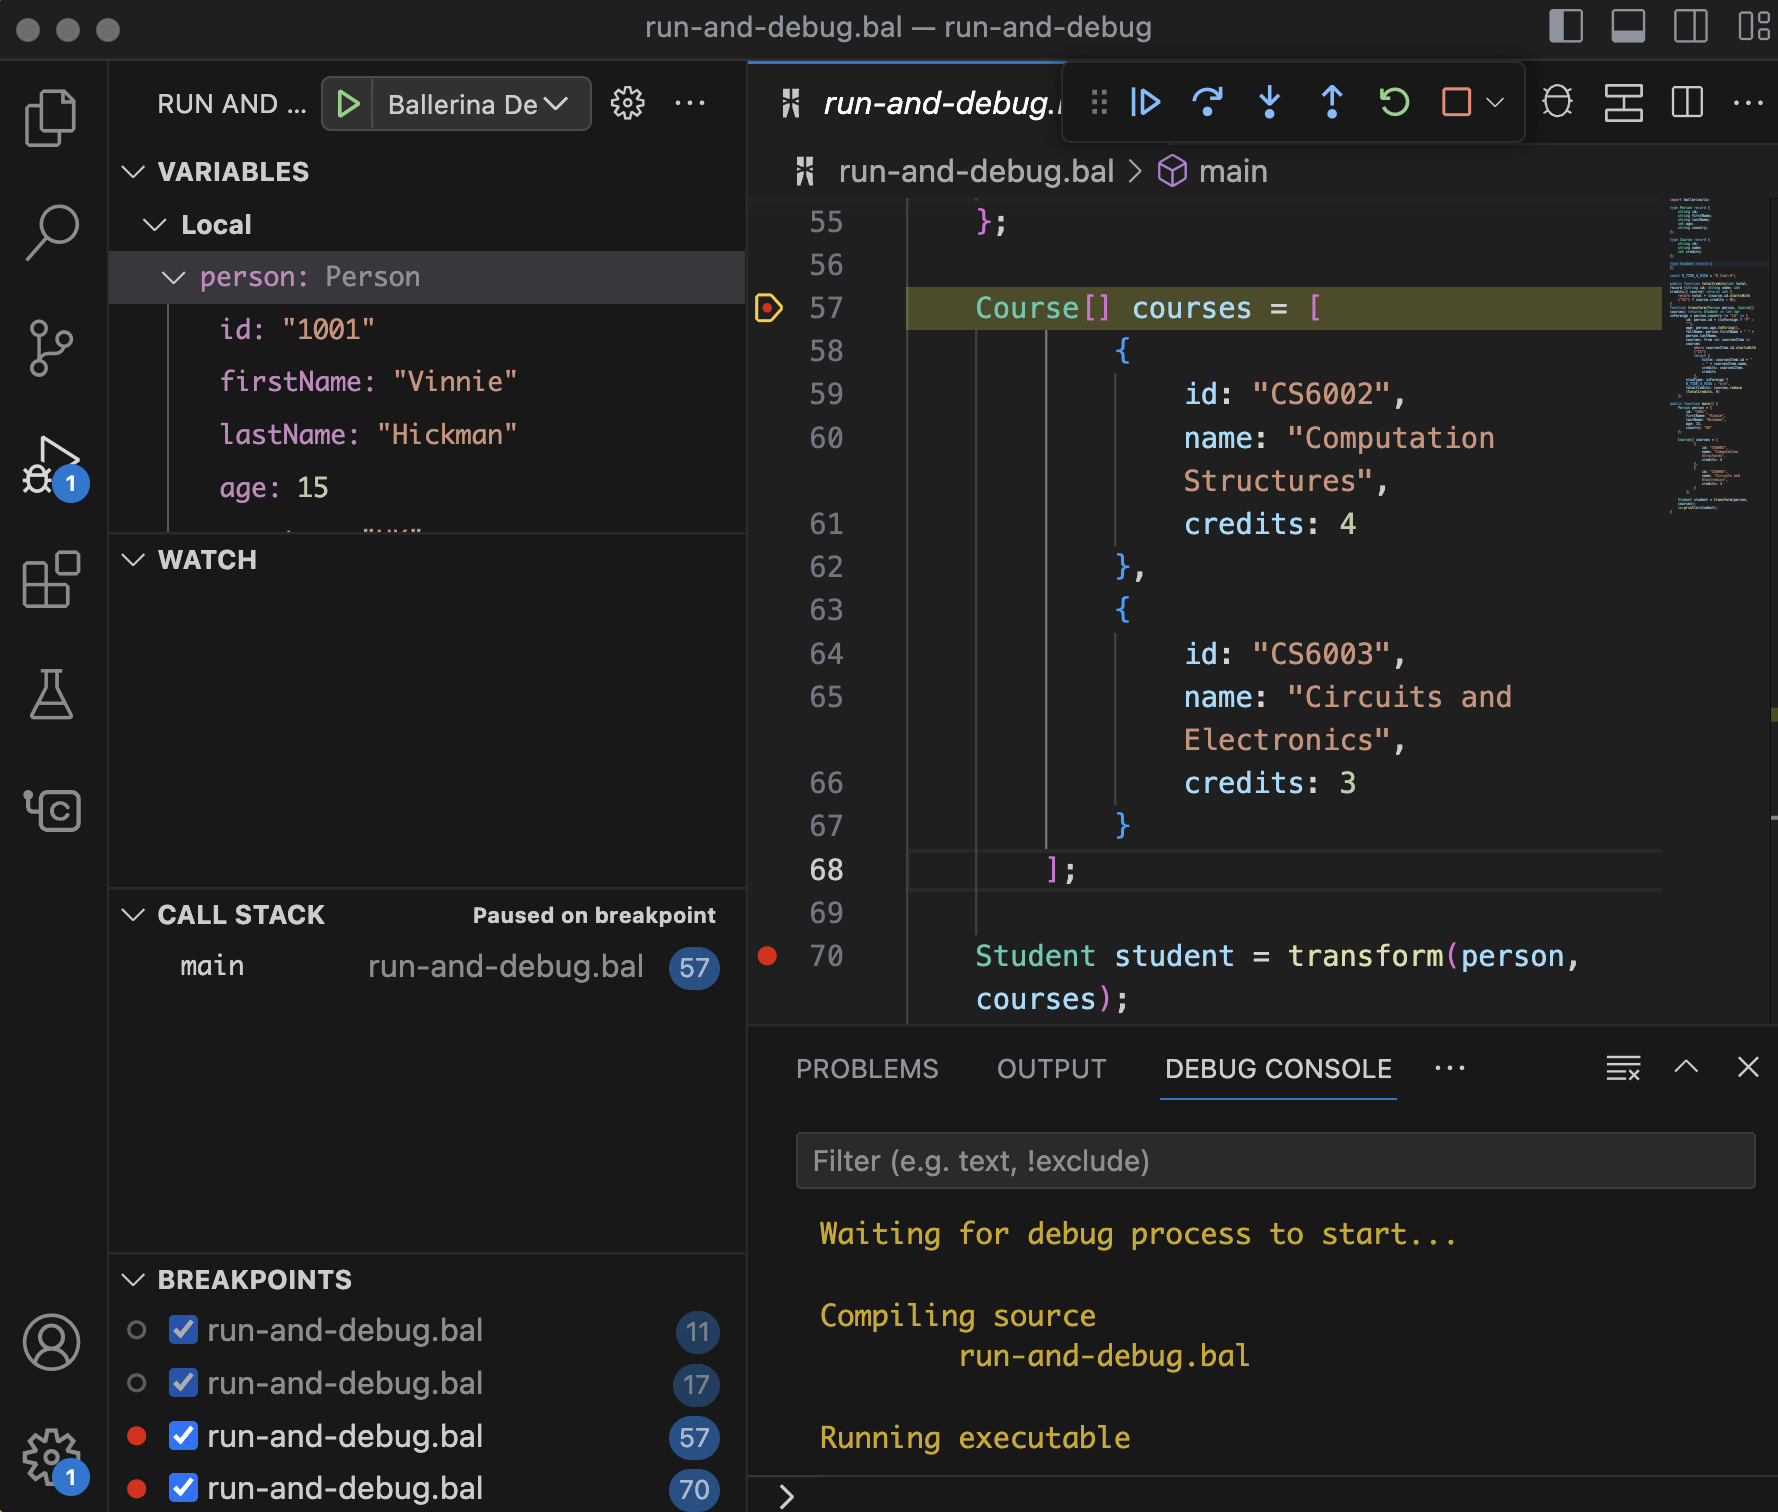 run-and-debug.bal — run-and-debug
RUN AND ...
Ballerina De
VARIABLES
Local
person: Person
id: "1001"
firstName: "Vinnie"
lastName: "Hickman"
age: 15
WATCH
CALL STACK
Paused on breakpoint
main
run-and-debug.bal
57
BREAKPOINTS
run-and-debug.bal
11
run-and-debug.bal
17
run-and-debug.bal
57
run-and-debug.bal
70
1
1
run-and-debug.
run-and-debug.bal > main
55 };
56
57 Course[] courses = [
58 {
59 id: "CS6002",
60 name: "Computation
Structures",
61 credits: 4
62 },
63 {
64 id: "CS6003",
65 name: "Circuits and
Electronics",
66 credits: 3
67 }
68 ];
69
70 Student student = transform(person,
courses);
PROBLEMS
OUTPUT
DEBUG CONSOLE
Filter (e.g. text, !exclude)
Waiting for debug process to start...
Compiling source
run-and-debug.bal
Running executable